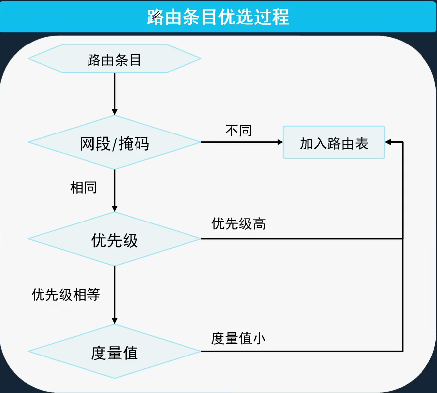 路由条目优选过程
路由条目
网段/掩码
不同
加入路由表
相同
优先级
优先级高
优先级相等
度量值
度量值小